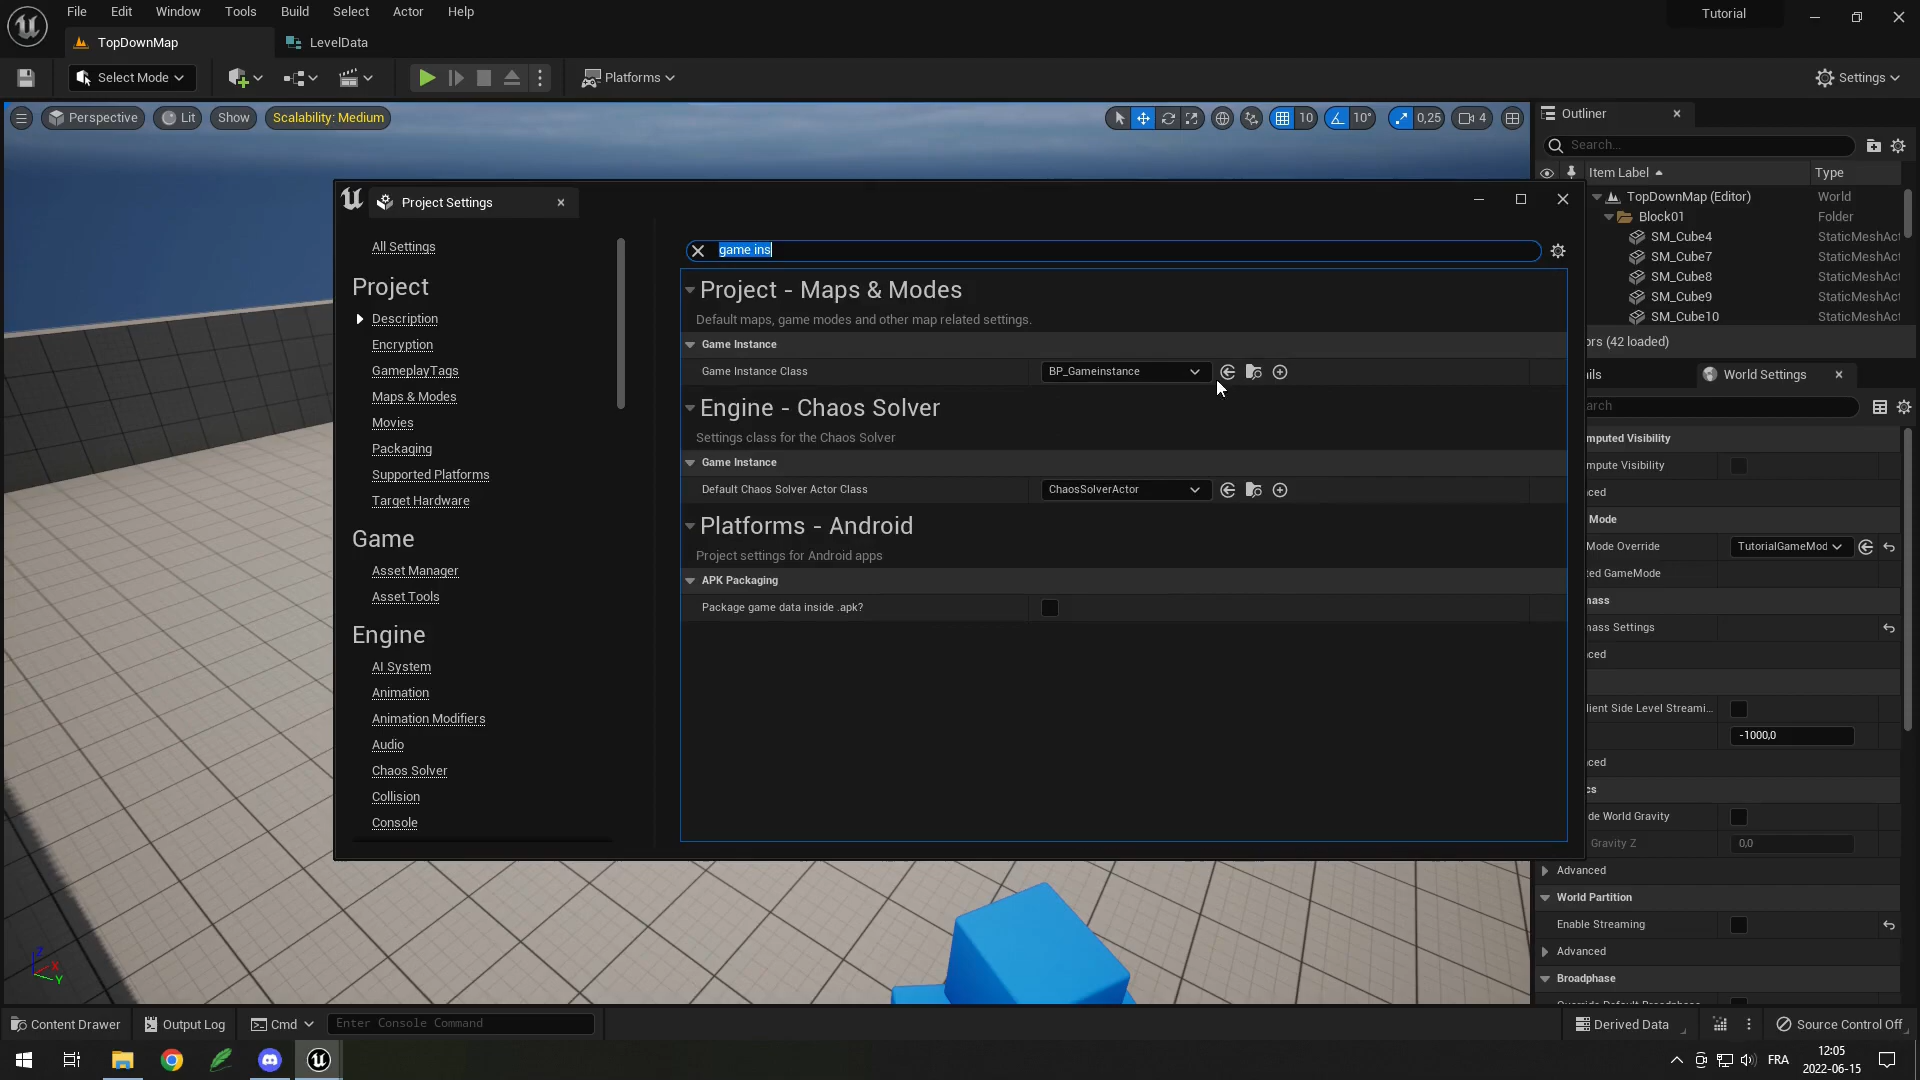 File Edit Window Tools Build Select Actor Help
Tutorial
TopDownMap
LevelData
Select Mode
Platforms
Settings
Perspective
Lit
Show
Scalability: Medium
10
10°
0,25
4
Outliner
Search...
Item Label
Type
TopDownMap (Editor) World
Block01 Folder
SM_Cube4 StaticMeshAct
SM_Cube7 StaticMeshAct
SM_Cube8 StaticMeshAct
SM_Cube9 StaticMeshAct
SM_Cube10 StaticMeshAct
ors (42 loaded)
ils
World Settings
arch
Project Settings
All Settings
Project
Description
Encryption
GameplayTags
Maps & Modes
Movies
Packaging
Supported Platforms
Target Hardware
Game
Asset Manager
Asset Tools
Engine
AI System
Animation
Animation Modifiers
Audio
Chaos Solver
Collision
Console
game ins
Project - Maps & Modes
Default maps, game modes and other map related settings.
Game Instance
Game Instance Class
BP_Gameinstance
Engine - Chaos Solver
Settings class for the Chaos Solver
Game Instance
Default Chaos Solver Actor Class
ChaosSolverActor
Platforms - Android
Project settings for Android apps
APK Packaging
Package game data inside .apk?
mputed Visibility
mpute Visibility
ced
Mode
Mode Override
TutorialGameMod
ted GameMode
mass
mass Settings
ced
lient Side Level Streami...
-1000,0
ced
cs
de World Gravity
Gravity Z
0,0
Advanced
World Partition
Enable Streaming
Advanced
Broadphase
Z
X
Y
Content Drawer
Output Log
Cmd
Enter Console Command
Derived Data
Source Control Off
FRA
12:05
2022-06-15